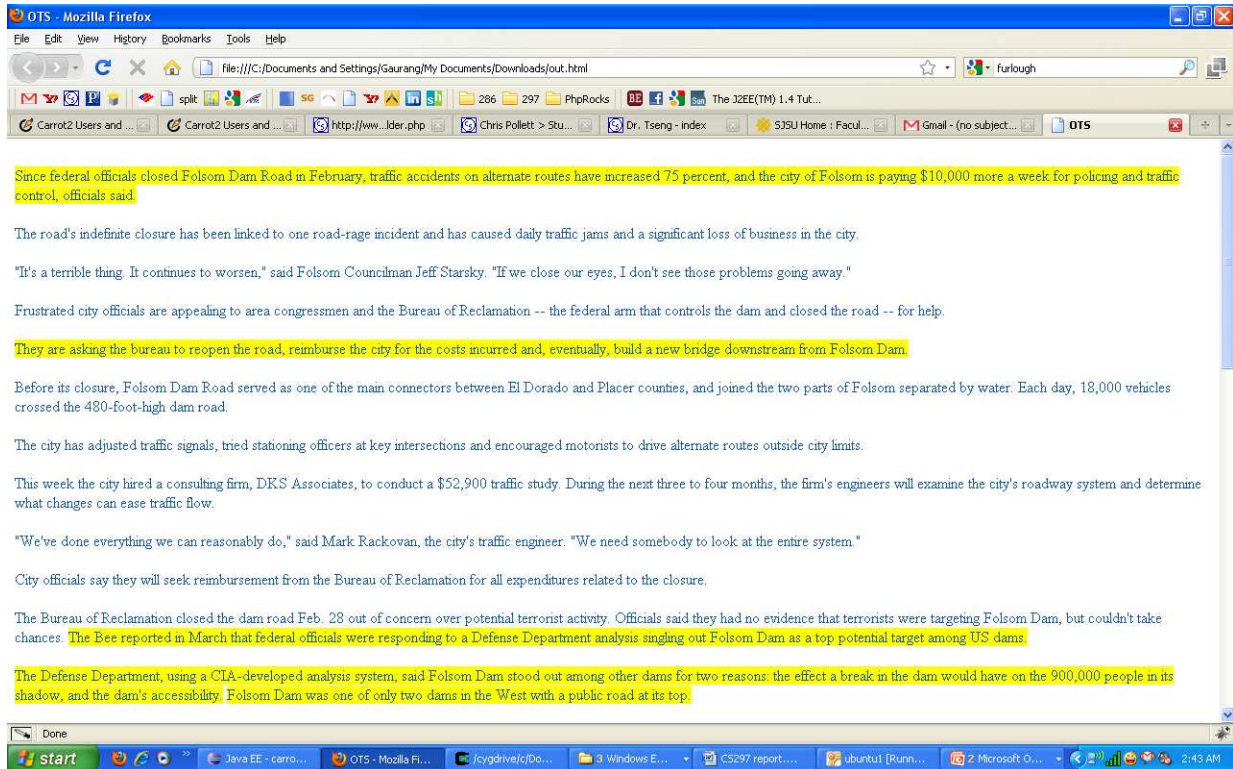 OTS - Mozilla Firefox
File Edit View History Bookmarks Tools Help
file:///C:/Documents and Settings/Gaurang/My Documents/Downloads/out.html
furlough
split SG 286 297 PhpRocks BE The J2EE(TM) 1.4 Tut...
Carrot2 Users and ... Carrot2 Users and ... http://ww...lder.php Chris Pollett > Stu... Dr. Tseng - index SJSU Home : Facul... Gmail - (no subject... OTS
Since federal officials closed Folsom Dam Road in February, traffic accidents on alternate routes have increased 75 percent, and the city of Folsom is paying $10,000 more a week for policing and traffic
control, officials said.
The road's indefinite closure has been linked to one road-rage incident and has caused daily traffic jams and a significant loss of business in the city.
"It's a terrible thing. It continues to worsen," said Folsom Councilman Jeff Starsky. "If we close our eyes, I don't see those problems going away."
Frustrated city officials are appealing to area congressmen and the Bureau of Reclamation -- the federal arm that controls the dam and closed the road -- for help.
They are asking the bureau to reopen the road, reimburse the city for the costs incurred and, eventually, build a new bridge downstream from Folsom Dam.
Before its closure, Folsom Dam Road served as one of the main connectors between El Dorado and Placer counties, and joined the two parts of Folsom separated by water. Each day, 18,000 vehicles
crossed the 480-foot-high dam road.
The city has adjusted traffic signals, tried stationing officers at key intersections and encouraged motorists to drive alternate routes outside city limits.
This week the city hired a consulting firm, DKS Associates, to conduct a $52,900 traffic study. During the next three to four months, the firm's engineers will examine the city's roadway system and determine
what changes can ease traffic flow.
"We've done everything we can reasonably do," said Mark Rackovan, the city's traffic engineer. "We need somebody to look at the entire system."
City officials say they will seek reimbursement from the Bureau of Reclamation for all expenditures related to the closure.
The Bureau of Reclamation closed the dam road Feb. 28 out of concern over potential terrorist activity. Officials said they had no evidence that terrorists were targeting Folsom Dam, but couldn't take
chances. The Bee reported in March that federal officials were responding to a Defense Department analysis singling out Folsom Dam as a top potential target among US dams.
The Defense Department, using a CIA-developed analysis system, said Folsom Dam stood out among other dams for two reasons: the effect a break in the dam would have on the 900,000 people in its
shadow, and the dam's accessibility. Folsom Dam was one of only two dams in the West with a public road at its top.
Done
start Java EE - carro... OTS - Mozilla Fi... /cygdrive/c/Do... 3 Windows E... CS297 report.... ubuntu1 [Runn... 2 Microsoft O... 2:43 AM